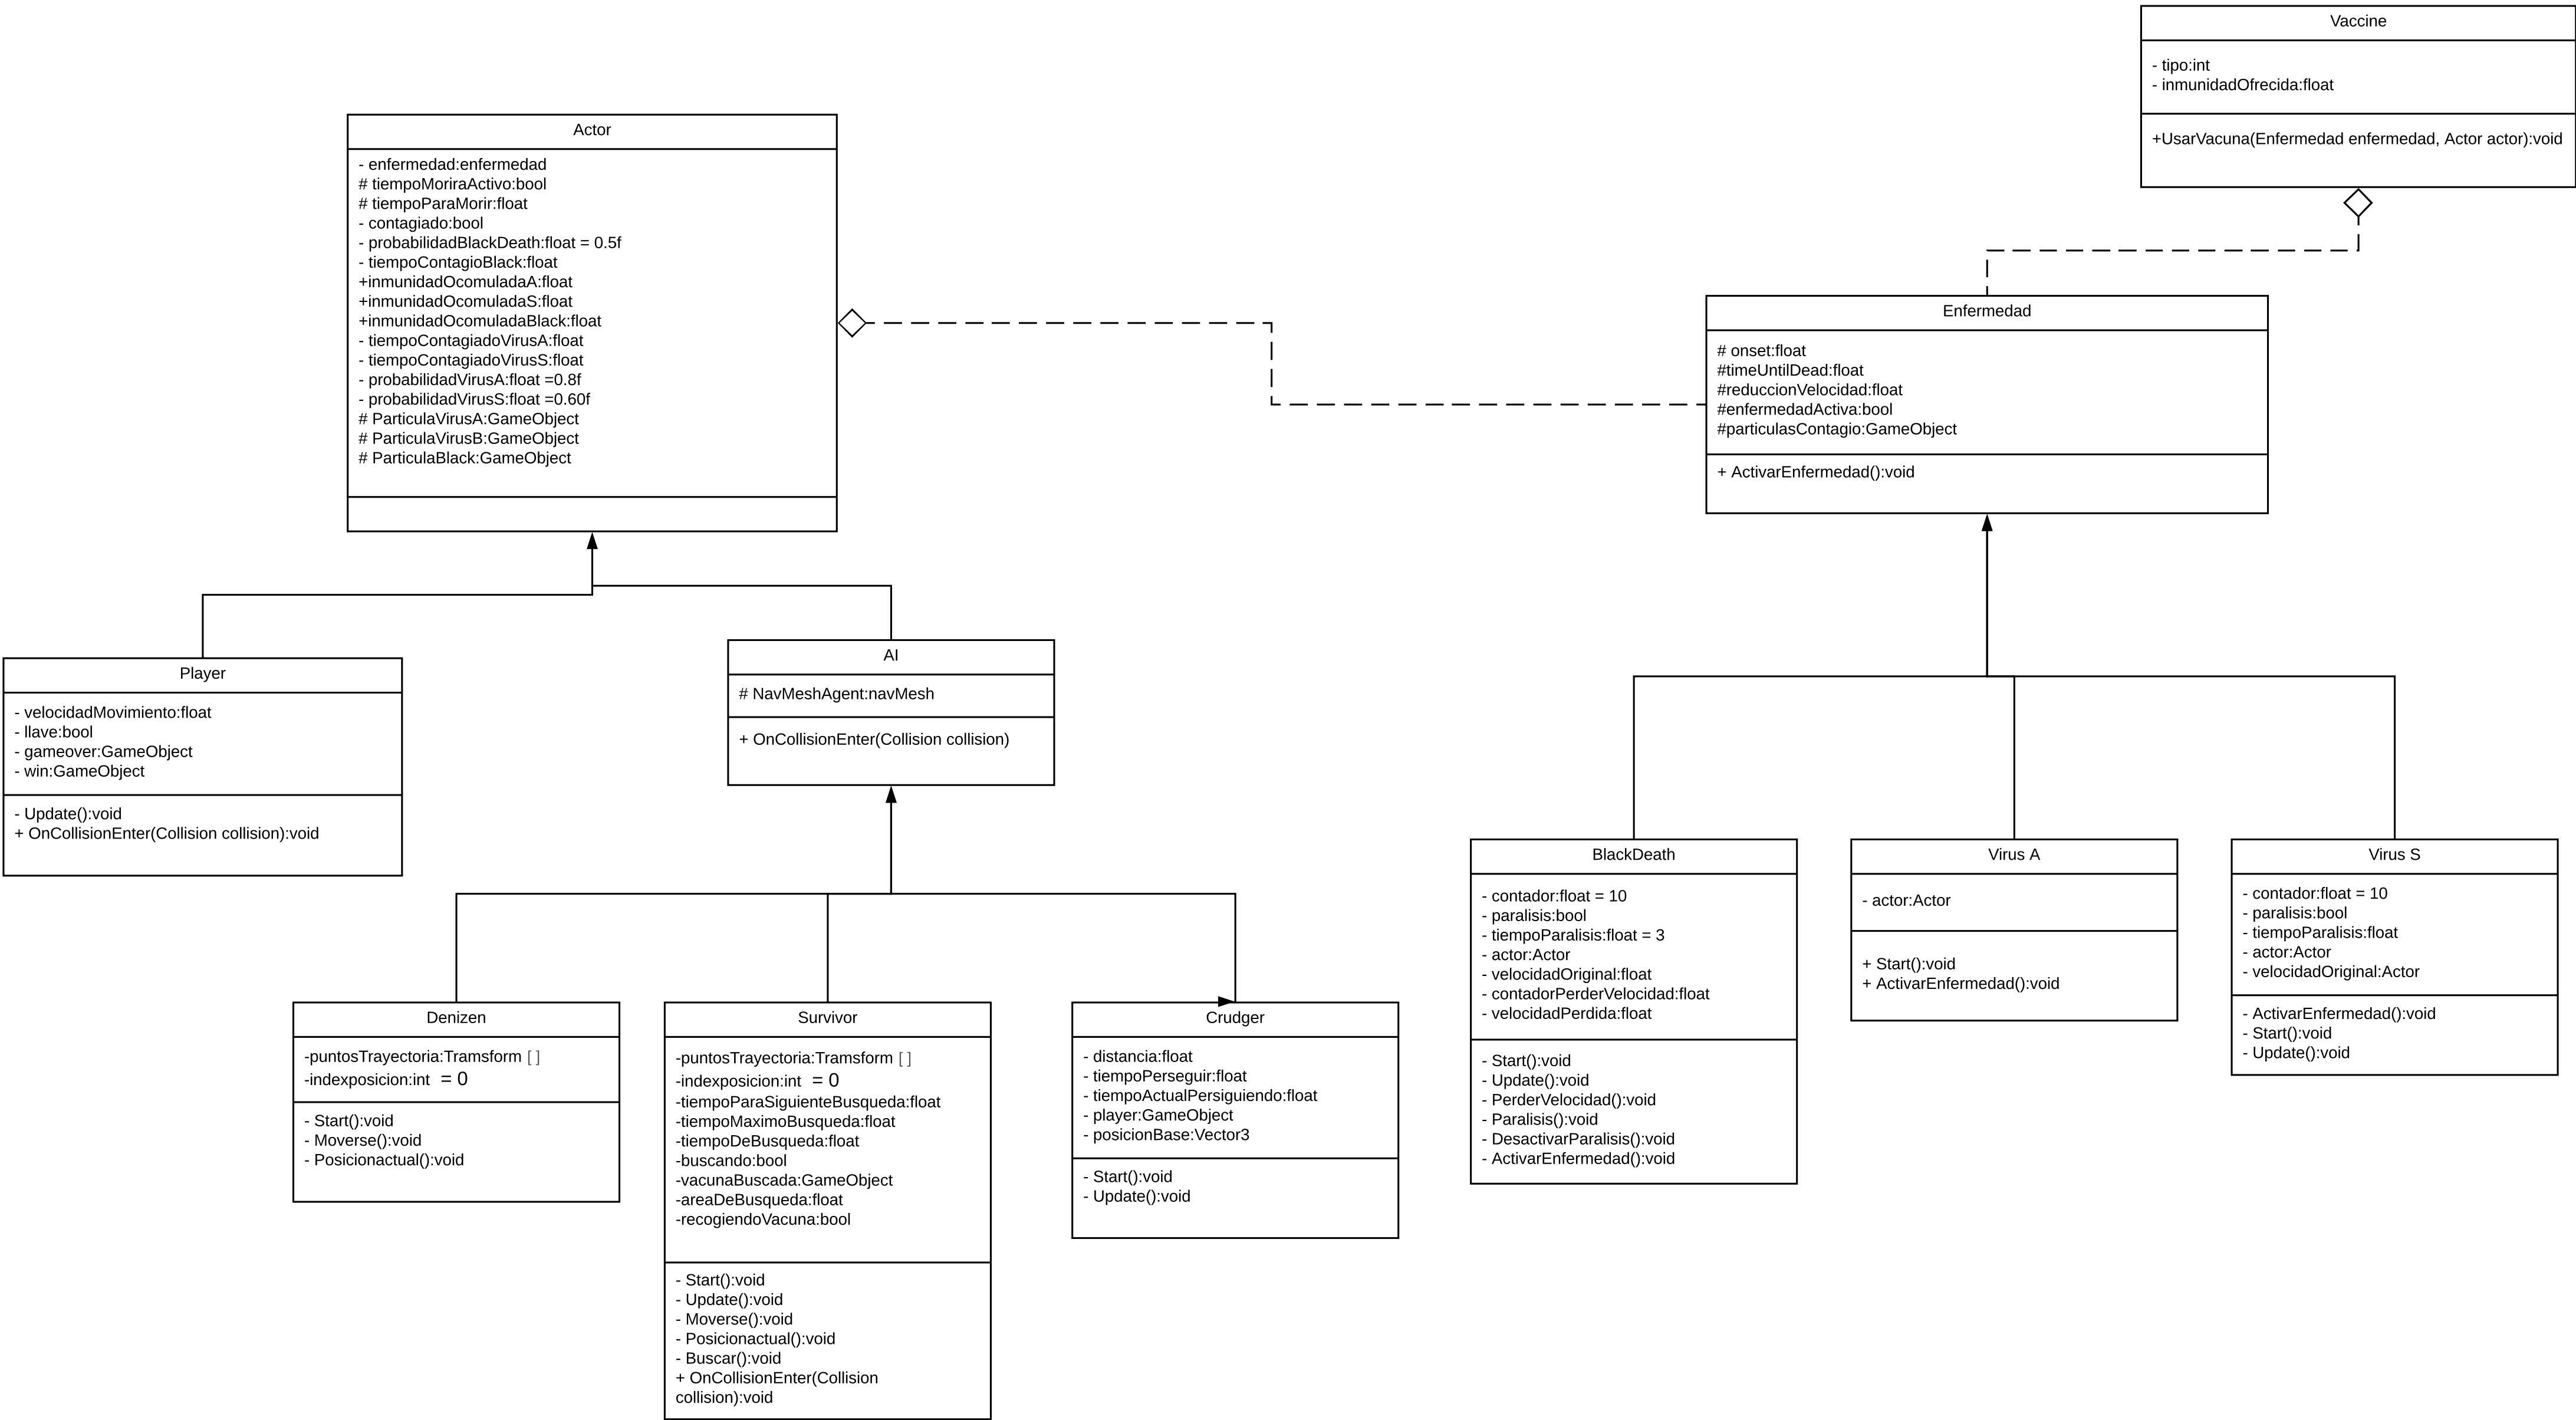 Vaccine
- tipo:int
- inmunidadOfrecida:float
+UsarVacuna(Enfermedad enfermedad, Actor actor):void
Actor
- enfermedad:enfermedad
# tiempoMoriraActivo:bool
# tiempoParaMorir:float
- contagiado:bool
- probabilidadBlackDeath:float = 0.5f
- tiempoContagioBlack:float
+inmunidadOcomuladaA:float
+inmunidadOcomuladaS:float
+inmunidadOcomuladaBlack:float
- tiempoContagiadoVirusA:float
- tiempoContagiadoVirusS:float
- probabilidadVirusA:float =0.8f
- probabilidadVirusS:float =0.60f
# ParticulaVirusA:GameObject
# ParticulaVirusB:GameObject
# ParticulaBlack:GameObject
Enfermedad
# onset:float
#timeUntilDead:float
#reduccionVelocidad:float
#enfermedadActiva:bool
#particulasContagio:GameObject
+ ActivarEnfermedad():void
Player
- velocidadMovimiento:float
- llave:bool
- gameover:GameObject
- win:GameObject
- Update():void
+ OnCollisionEnter(Collision collision):void
AI
# NavMeshAgent:navMesh
+ OnCollisionEnter(Collision collision)
Denizen
-puntosTrayectoria:Tramsform [ ]
-indexposicion:int = 0
- Start():void
- Moverse():void
- Posicionactual():void
Survivor
-puntosTrayectoria:Tramsform [ ]
-indexposicion:int = 0
-tiempoParaSiguienteBusqueda:float
-tiempoMaximoBusqueda:float
-tiempoDeBusqueda:float
-buscando:bool
-vacunaBuscada:GameObject
-areaDeBusqueda:float
-recogiendoVacuna:bool
- Start():void
- Update():void
- Moverse():void
- Posicionactual():void
- Buscar():void
+ OnCollisionEnter(Collision
collision):void
Crudger
- distancia:float
- tiempoPerseguir:float
- tiempoActualPersiguiendo:float
- player:GameObject
- posicionBase:Vector3
- Start():void
- Update():void
BlackDeath
- contador:float = 10
- paralisis:bool
- tiempoParalisis:float = 3
- actor:Actor
- velocidadOriginal:float
- contadorPerderVelocidad:float
- velocidadPerdida:float
- Start():void
- Update():void
- PerderVelocidad():void
- Paralisis():void
- DesactivarParalisis():void
- ActivarEnfermedad():void
Virus A
- actor:Actor
+ Start():void
+ ActivarEnfermedad():void
Virus S
- contador:float = 10
- paralisis:bool
- tiempoParalisis:float
- actor:Actor
- velocidadOriginal:Actor
- ActivarEnfermedad():void
- Start():void
- Update():void